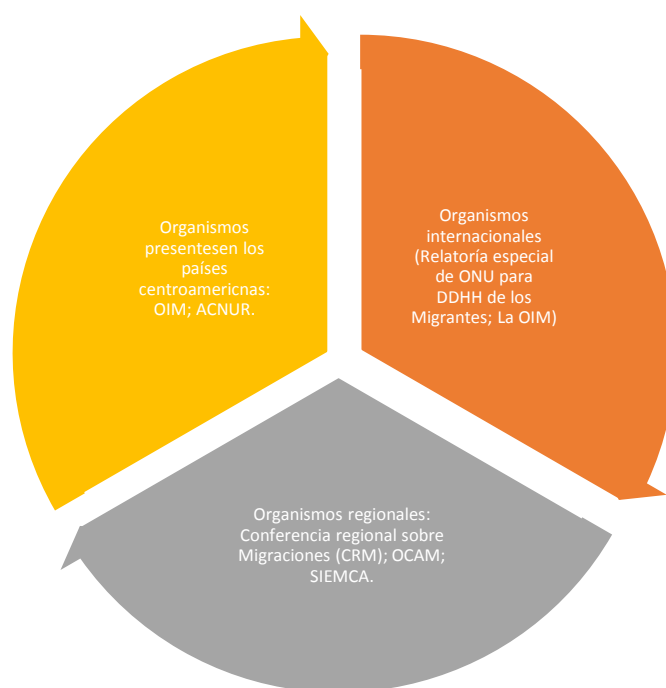 Organismos
presentesen los
países
centroamericnas:
OIM; ACNUR.
Organismos
internacionales
(Relatoría especial
de ONU para
DDHH de los
Migrantes; La OIM)
Organismos regionales:
Conferencia regional sobre
Migraciones (CRM); OCAM;
SIEMCA.